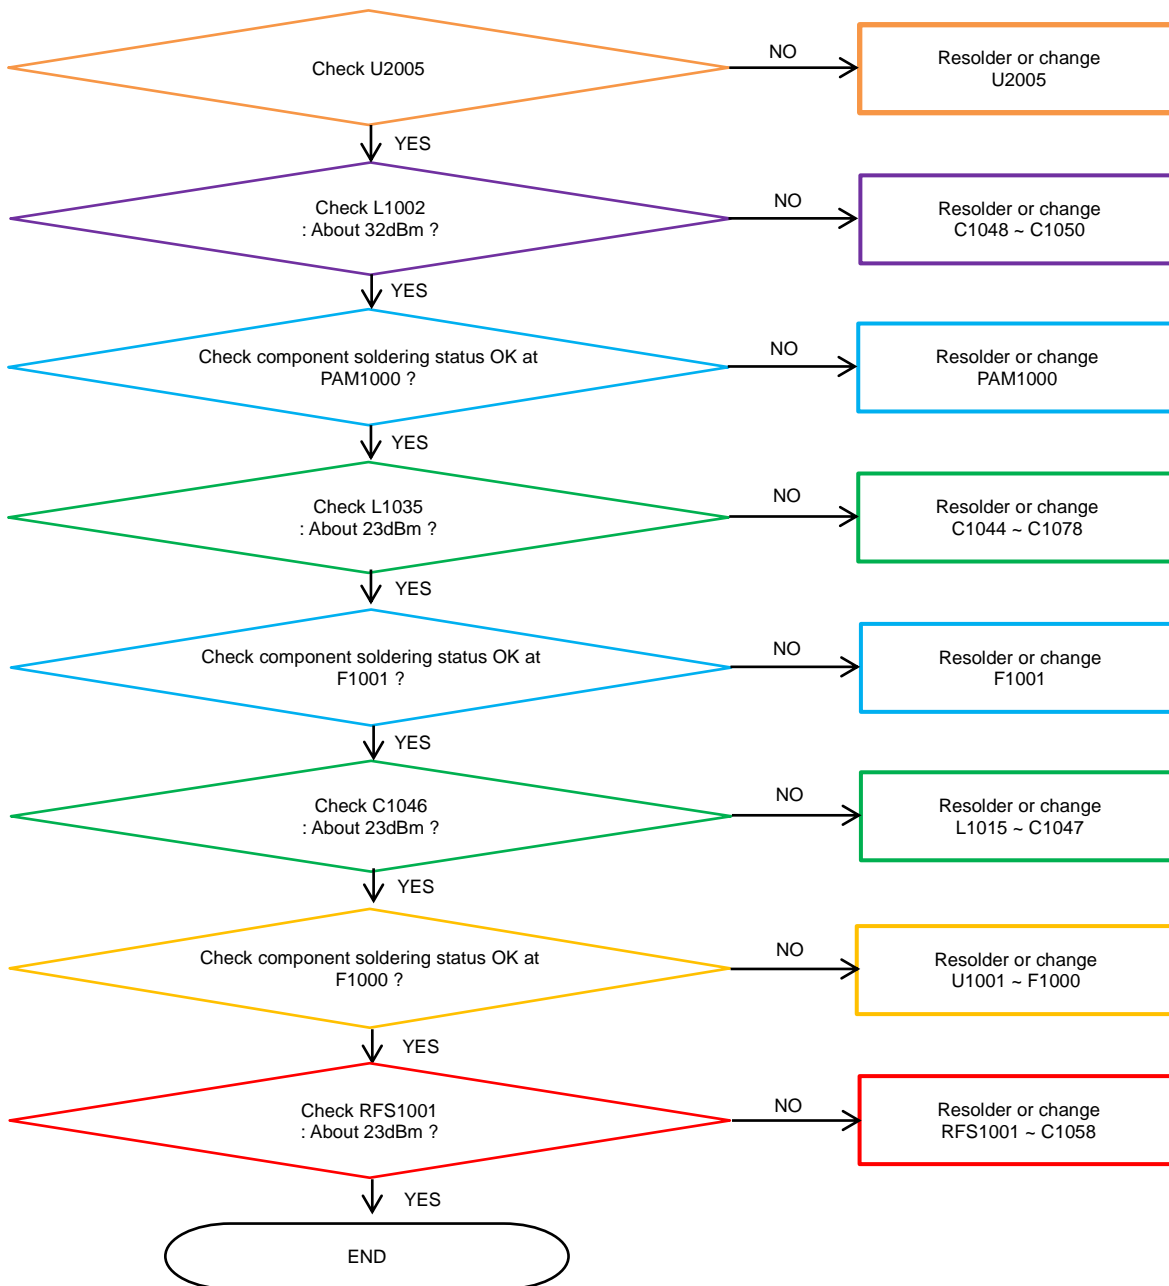 Check U2005
NO
Resolder or change
U2005
YES
Check L1002
: About 32dBm ?
NO
Resolder or change
C1048 ~ C1050
YES
Check component soldering status OK at
PAM1000 ?
NO
Resolder or change
PAM1000
YES
Check L1035
: About 23dBm ?
NO
Resolder or change
C1044 ~ C1078
YES
Check component soldering status OK at
F1001 ?
NO
Resolder or change
F1001
YES
Check C1046
: About 23dBm ?
NO
Resolder or change
L1015 ~ C1047
YES
Check component soldering status OK at
F1000 ?
NO
Resolder or change
U1001 ~ F1000
YES
Check RFS1001
: About 23dBm ?
NO
Resolder or change
RFS1001 ~ C1058
YES
END